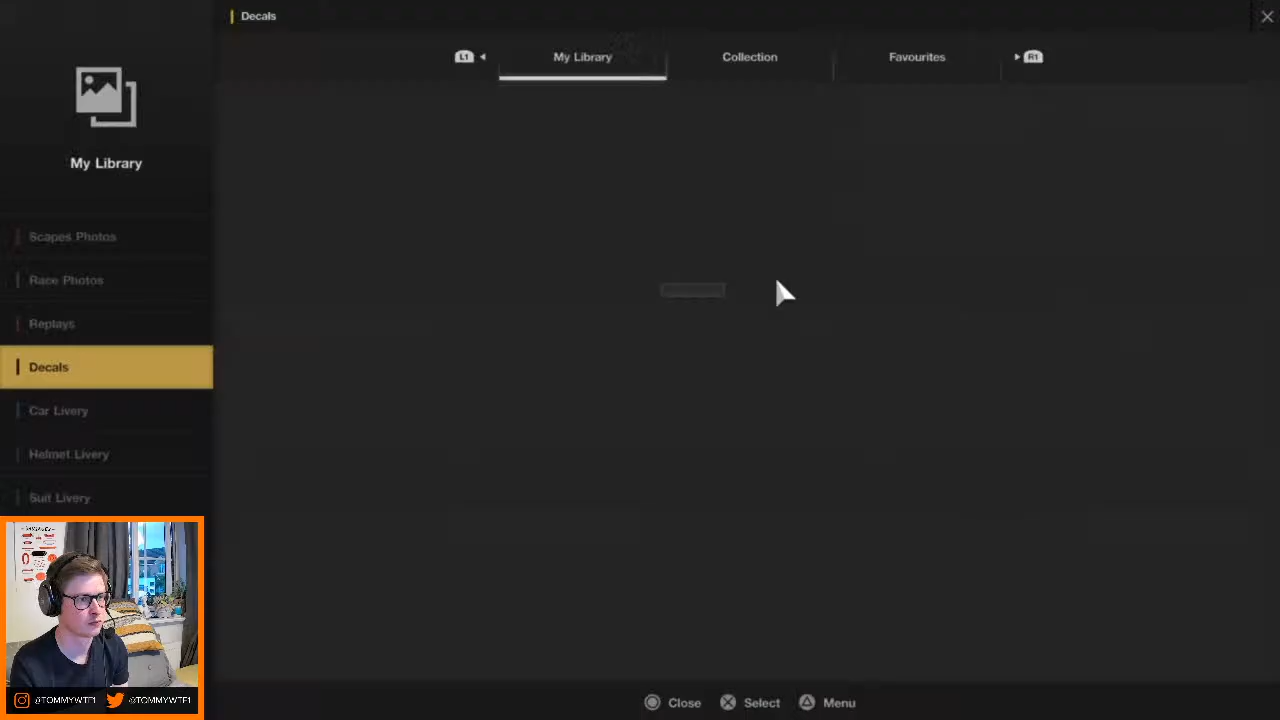 Decals
L1
My Library
Collection
Favourites
R1
My Library
Scapes Photos
Race Photos
Replays
Decals
Car Livery
Helmet Livery
Suit Livery
@TOMMYWTF1
@TOMMYWTF1
Close
Select
Menu